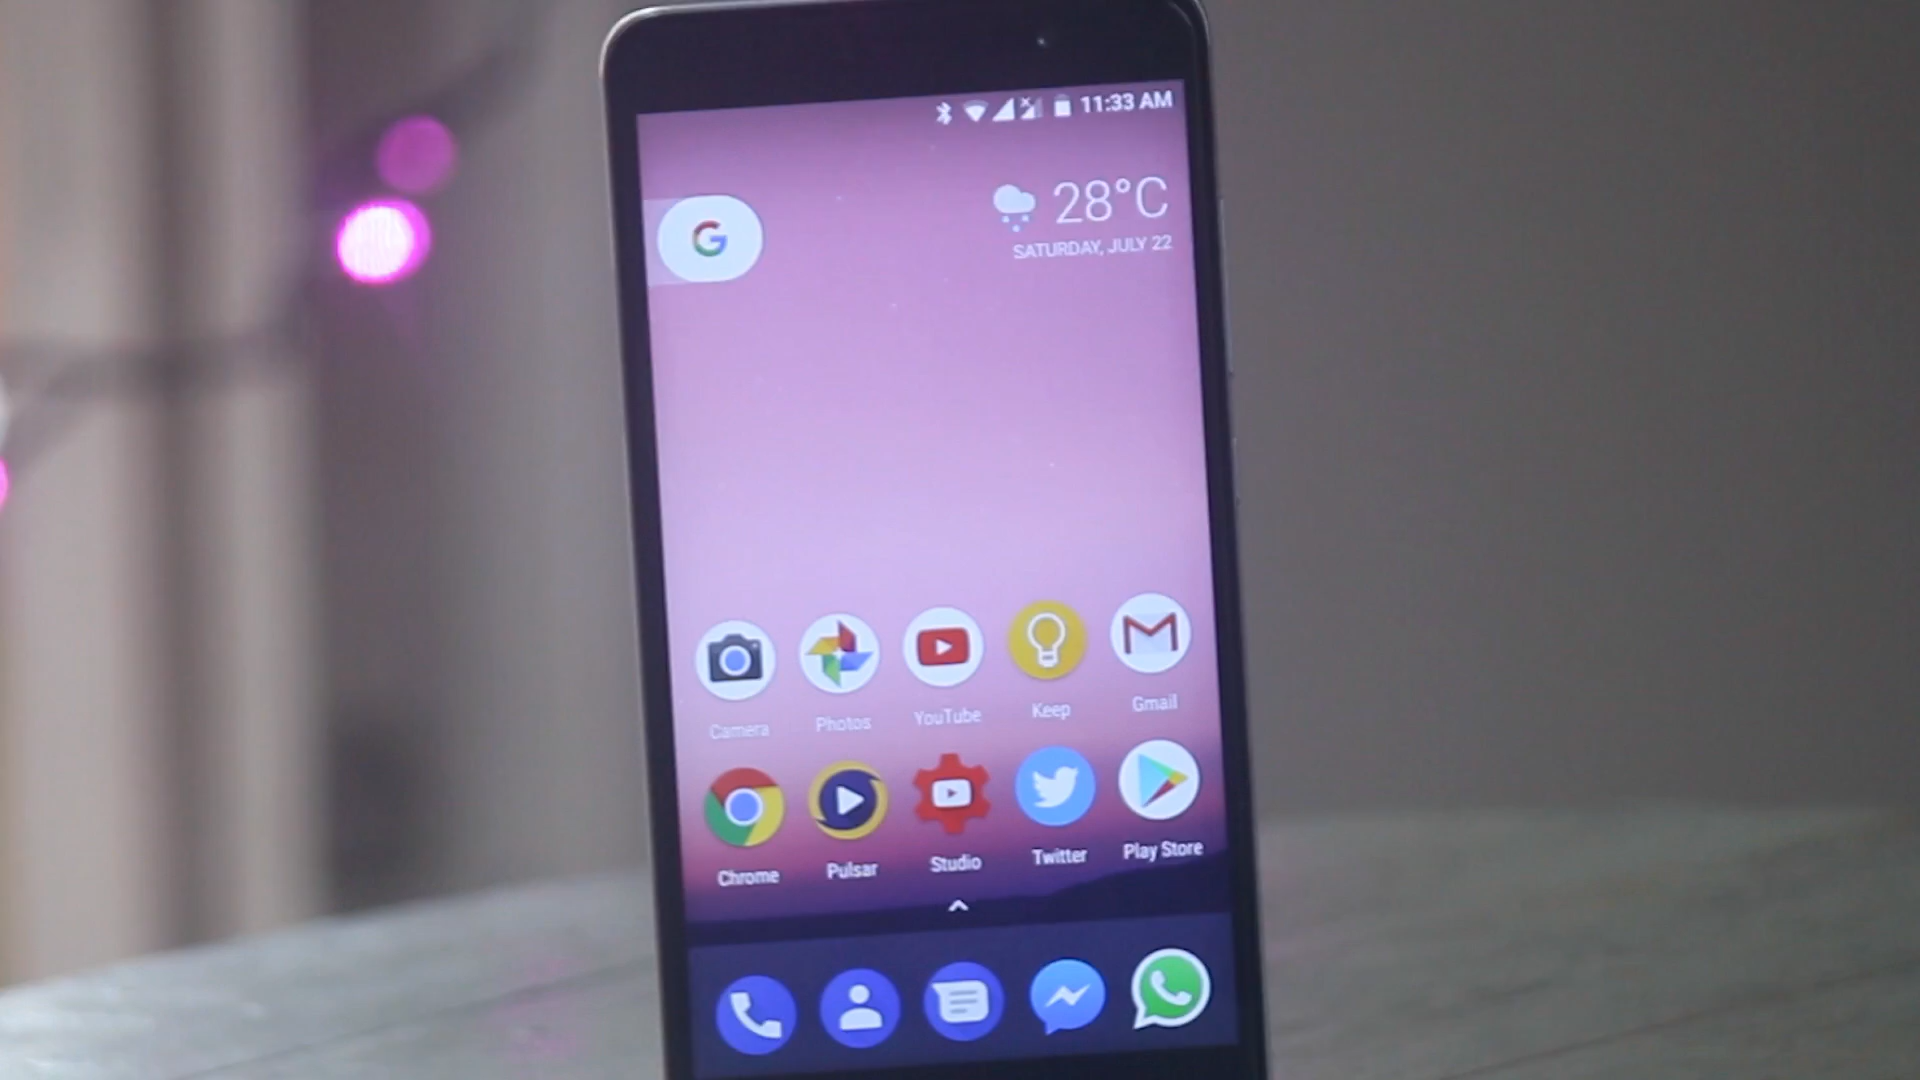 11:33 AM
G
28°C
SATURDAY, JULY 22
Camera Photos YouTube Keep Gmail
Chrome Pulsar Studio Twitter Play Store